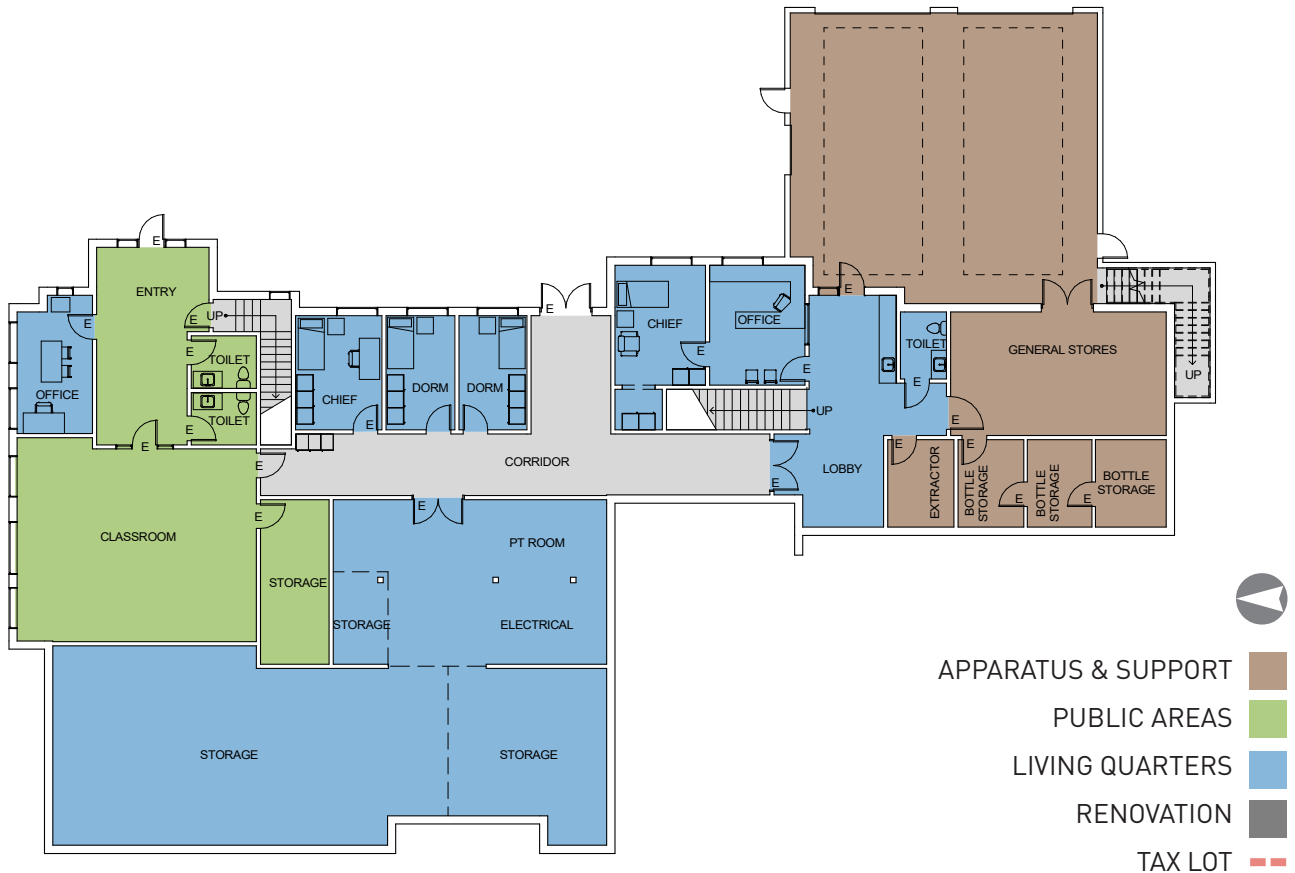 ENTRY
E
E
UP
E
E
TOILET
OFFICE
E
TOILET
E
CHIEF
E
DORM
DORM
E
CHIEF
E
OFFICE
E
UP
E
TOILET
E
GENERAL STORES
UP
E
CLASSROOM
E
E
STORAGE
CORRIDOR
E
PT ROOM
STORAGE
ELECTRICAL
STORAGE
STORAGE
E
LOBBY
E
EXTRACTOR
E
BOTTLE
STORAGE
E
BOTTLE
STORAGE
E
BOTTLE
STORAGE
APPARATUS & SUPPORT
PUBLIC AREAS
LIVING QUARTERS
RENOVATION
TAX LOT